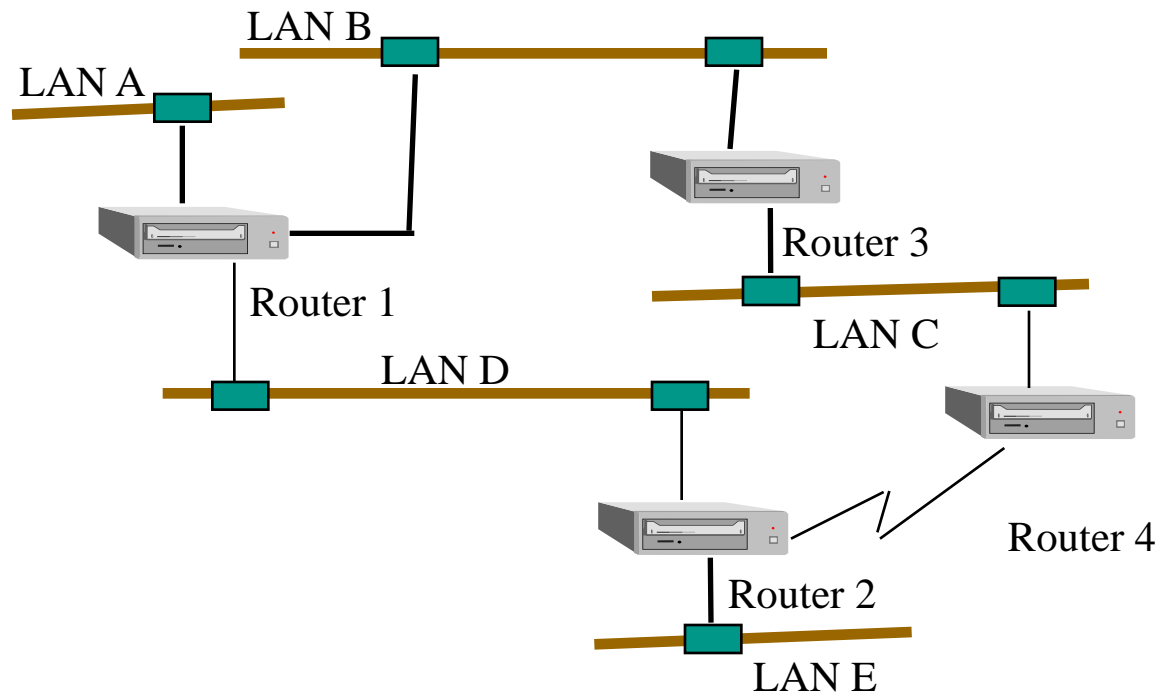 LAN B
LAN A
Router 3
Router 1
LAN C
LAN D
Router 4
Router 2
LAN E